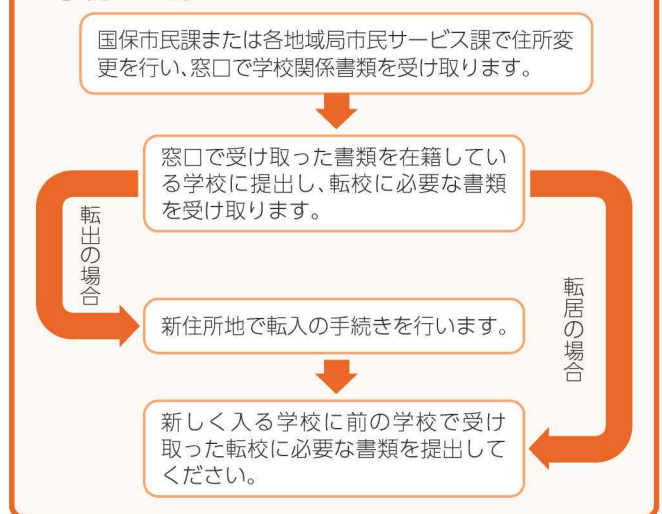 国保市民課または各地域局市民サービス課で住所変
更を行い、窓口で学校関係書類を受け取ります。
窓口で受け取った書類を在籍してい
る学校に提出し、転校に必要な書類
を受け取ります。
転出の場合
転居の場合
新住所地で転入の手続きを行います。
新しく入る学校に前の学校で受け
取った転校に必要な書類を提出して
ください。